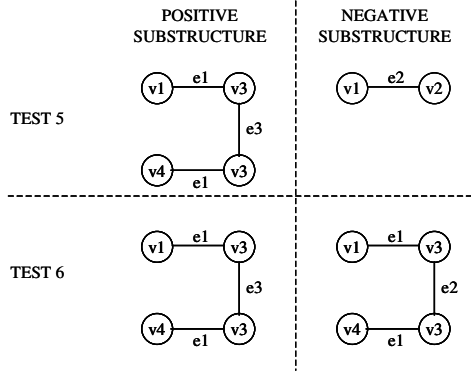 POSITIVE
SUBSTRUCTURE
NEGATIVE
SUBSTRUCTURE
TEST 5
v1 e1 v3
e3
v4 e1 v3
v1 e2 v2
TEST 6
v1 e1 v3
e3
v4 e1 v3
v1 e1 v3
e2
v4 e1 v3